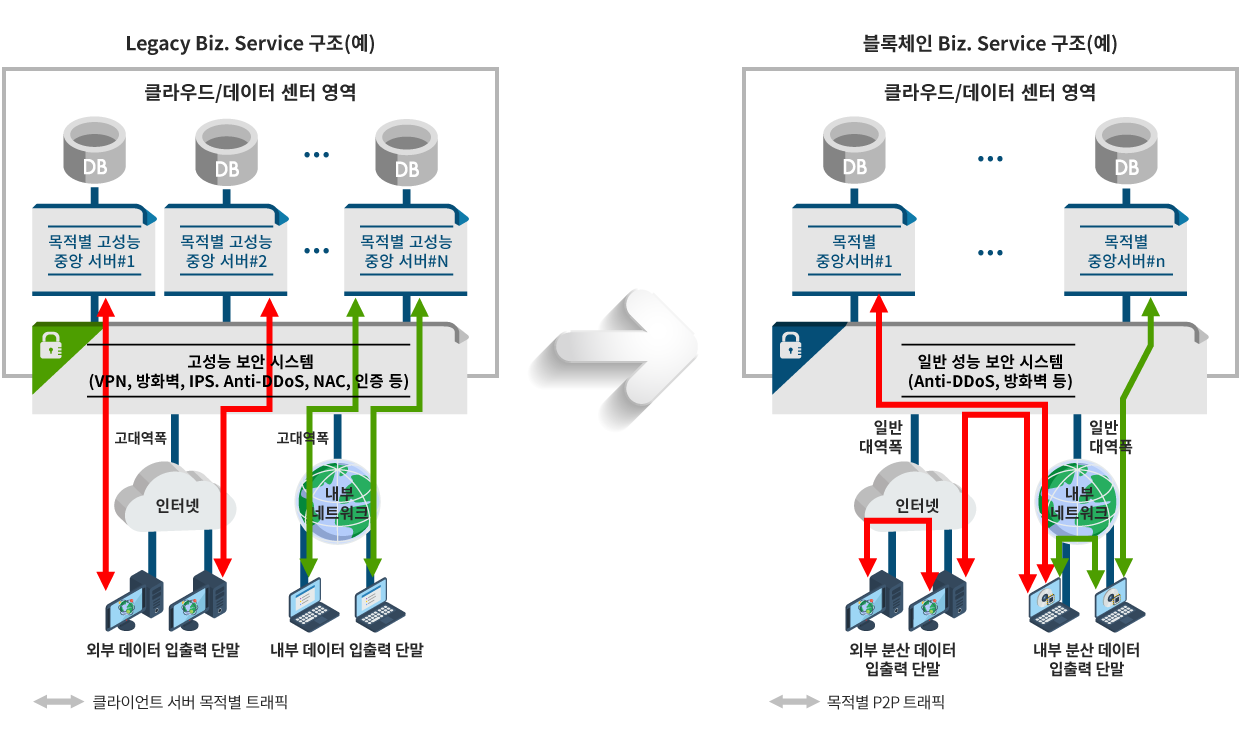 Legacy Biz. Service 구조(예)
클라우드/데이터 센터 영역
DB
DB
DB
목적별 고성능
중앙 서버#1
목적별 고성능
중앙 서버#2
목적별 고성능
중앙 서버#N
고성능 보안 시스템
(VPN, 방화벽, IPS. Anti-DDoS, NAC, 인증 등)
고대역폭
고대역폭
인터넷
내부
네트워크
외부 데이터 입출력 단말
내부 데이터 입출력 단말
클라이언트 서버 목적별 트래픽
블록체인 Biz. Service 구조(예)
클라우드/데이터 센터 영역
DB
DB
목적별
중앙서버#1
목적별
중앙서버#n
일반 성능 보안 시스템
(Anti-DDoS, 방화벽 등)
일반
대역폭
일반
대역폭
인터넷
내부
네트워크
외부 분산 데이터
입출력 단말
내부 분산 데이터
입출력 단말
목적별 P2P 트래픽